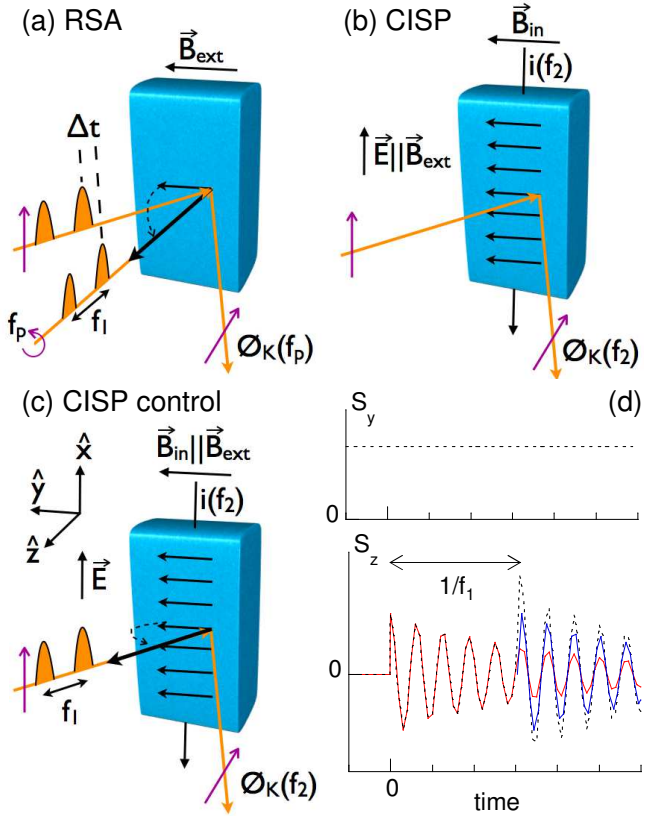 (a) RSA
B⃗ext
Δt
fp
fl
ØK(fp)
(b) CISP
B⃗in
i(f2)
E⃗||B⃗ext
ØK(f2)
(c) CISP control
x̂
ŷ
ẑ
E⃗
B⃗in||B⃗ext
i(f2)
fl
ØK(f2)
(d)
Sy
0
Sz
1/f1
0
0
time